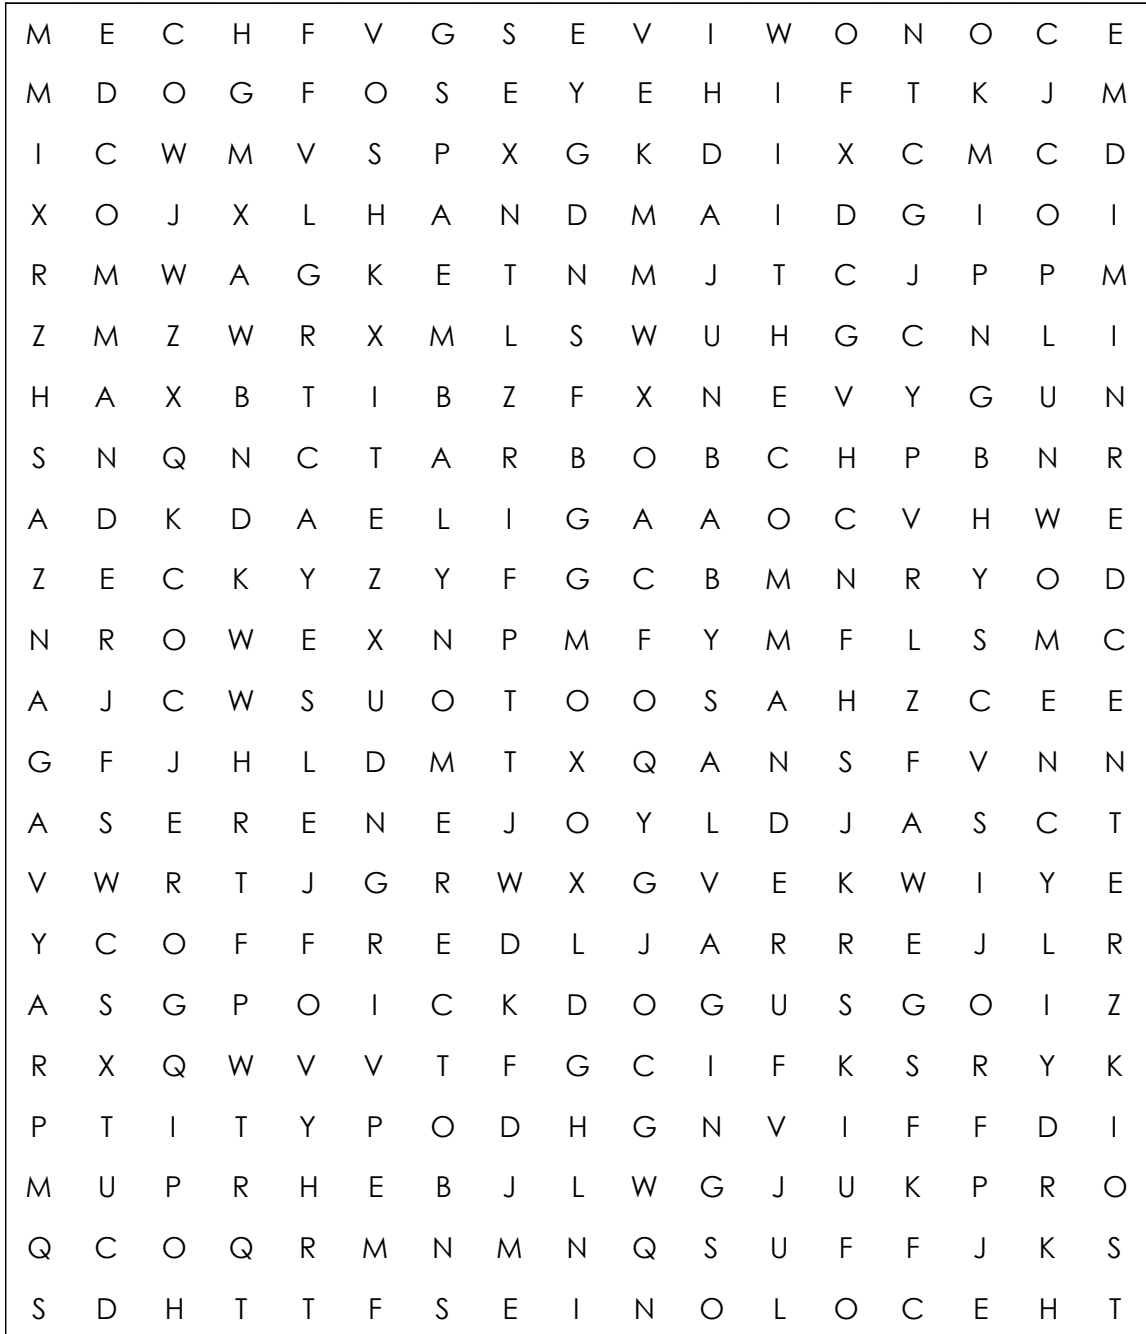 M E C H F V G S E V I W O N O C E
M D O G F O S E Y E H I F T K J M
I C W M V S P X G K D I X C M C D
X O J X L H A N D M A I D G I O I
R M W A G K E T N M J T C J P P M
Z M Z W R X M L S W U H G C N L I
H A X B T I B Z F X N E V Y G U N
S N Q N C T A R B O B C H P B N R
A D K D A E L I G A A O C V H W E
Z E C K Y Z Y F G C B M N R Y O D
N R O W E X N P M F Y M F L S M C
A J C W S U O T O O S A H Z C E E
G F J H L D M T X Q A N S F V N N
A S E R E N E J O Y L D J A S C T
V W R T J G R W X G V E K W I Y E
Y C O F F R E D L J A R R E J L R
A S G P O I C K D O G U S G O I Z
R X Q W V V T F G C I F K S R Y K
P T I T Y P O D H G N V I F F D I
M U P R H E B J L W G J U K P R O
Q C O Q R M N M N Q S U F F J K S
S D H T T F S E I N O L O C E H T